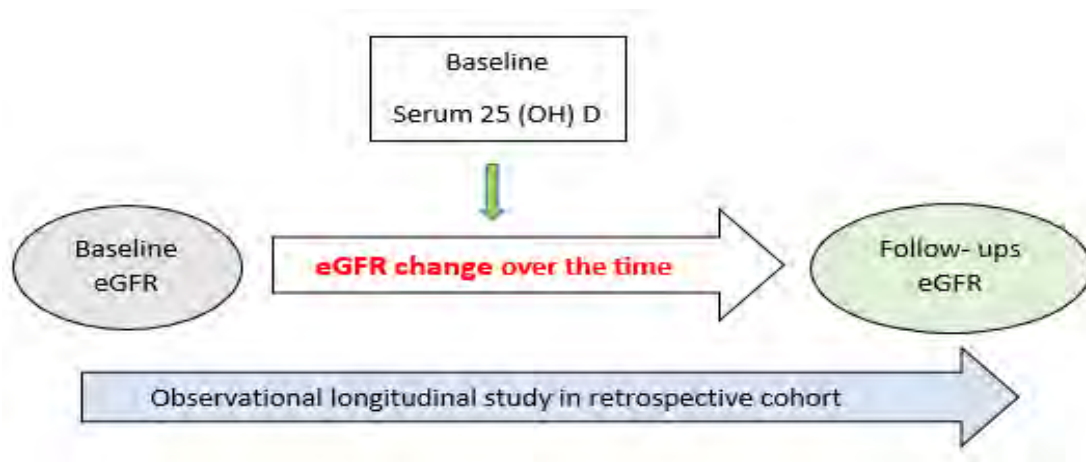 Baseline
Serum 25 (OH) D
Baseline
eGFR
eGFR change over the time
Follow- ups
eGFR
Observational longitudinal study in retrospective cohort